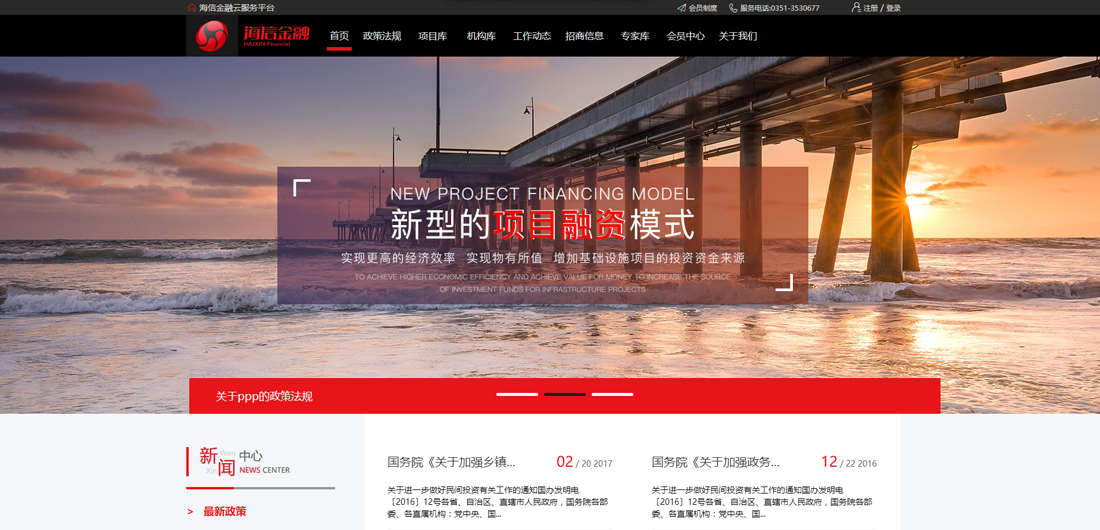 海信金融云服务平台
会员制度
服务电话:0351-3530677
注册 / 登录
海信金融
HAIXIN Financial
首页
政策法规
项目库
机构库
工作动态
招商信息
专家库
会员中心
关于我们
NEW PROJECT FINANCING MODEL
新型的项目融资模式
实现更高的经济效率 实现物有所值 增加基础设施项目的投资资金来源
TO ACHIEVE HIGHER ECONOMIC EFFICIENCY AND ACHIEVE VALUE FOR MONEY TO INCREASE THE SOURCE
OF INVESTMENT FUNDS FOR INFRASTRUCTURE PROJECTS
关于ppp的政策法规
新闻
Wen
Xin
中心
NEWS CENTER
> 最新政策
国务院《关于加强乡镇...
02 / 20 2017
关于进一步做好民间投资有关工作的通知国办发明电
〔2016〕12号各省、自治区、直辖市人民政府，国务院各部
委、各直属机构：党中央、国...
国务院《关于加强政务...
12 / 22 2016
关于进一步做好民间投资有关工作的通知国办发明电
〔2016〕12号各省、自治区、直辖市人民政府，国务院各部
委、各直属机构：党中央、国...